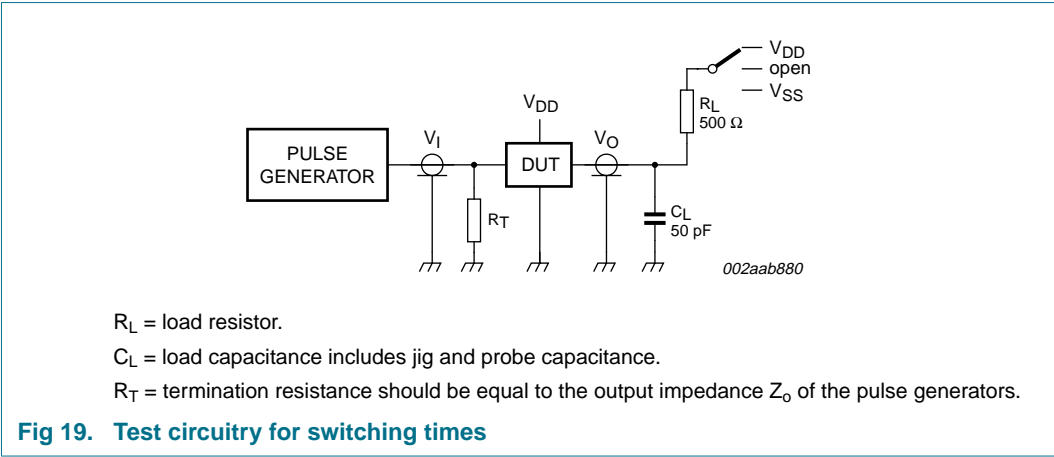 V_DD
open
V_SS
R_L
500 Ω
V_DD
V_I
V_O
PULSE
GENERATOR
DUT
R_T
C_L
50 pF
002aab880
R_L = load resistor.
C_L = load capacitance includes jig and probe capacitance.
R_T = termination resistance should be equal to the output impedance Z_o of the pulse generators.
Fig 19. Test circuitry for switching times